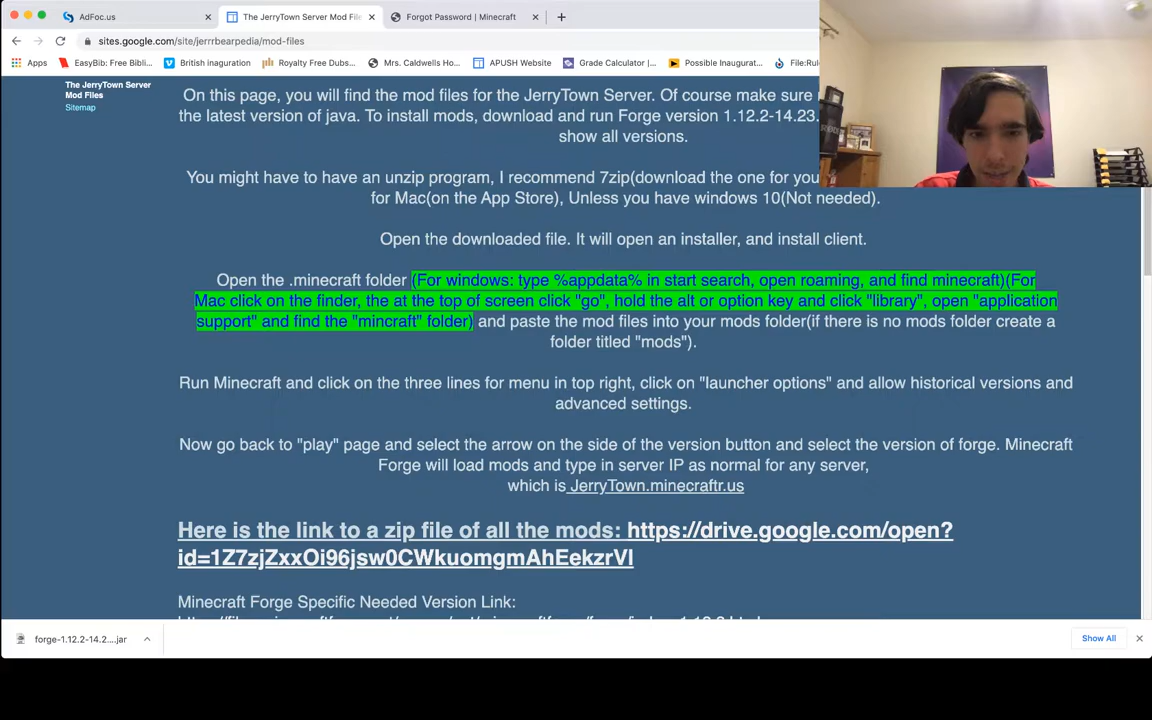 AdFoc.us
The JerryTown Server Mod File
Forgot Password | Minecraft
sites.google.com/site/jerrrbearpedia/mod-files
Apps
EasyBib: Free Bibli...
British inaguration
Royalty Free Dubs...
Mrs. Caldwells Ho...
APUSH Website
Grade Calculator |...
Possible Inaugurat...
File:Rul
The JerryTown Server
Mod Files
Sitemap
On this page, you will find the mod files for the JerryTown Server. Of course make sure
the latest version of java. To install mods, download and run Forge version 1.12.2-14.23.
show all versions.
You might have to have an unzip program, I recommend 7zip(download the one for you
for Mac(on the App Store), Unless you have windows 10(Not needed).
Open the downloaded file. It will open an installer, and install client.
Open the .minecraft folder (For windows: type %appdata% in start search, open roaming, and find minecraft)(For
Mac click on the finder, the at the top of screen click "go", hold the alt or option key and click "library", open "application
support" and find the "mincraft" folder) and paste the mod files into your mods folder(if there is no mods folder create a
folder titled "mods").
Run Minecraft and click on the three lines for menu in top right, click on "launcher options" and allow historical versions and
advanced settings.
Now go back to "play" page and select the arrow on the side of the version button and select the version of forge. Minecraft
Forge will load mods and type in server IP as normal for any server,
which is JerryTown.minecraftr.us
Here is the link to a zip file of all the mods: https://drive.google.com/open?
id=1Z7zjZxxOi96jsw0CWkuomgmAhEekzrVl
Minecraft Forge Specific Needed Version Link:
forge-1.12.2-14.2....jar
Show All